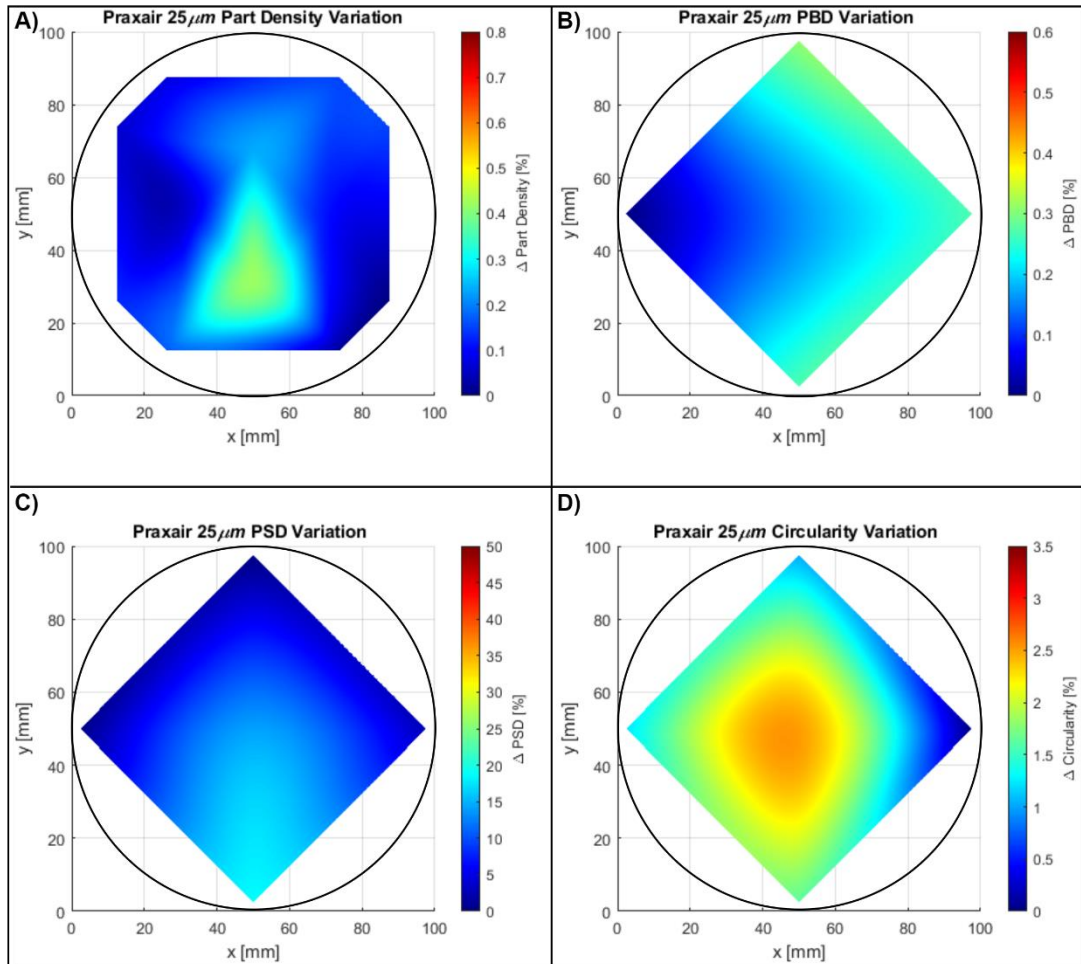 A)
Praxair 25μm Part Density Variation
100
80
60
40
20
0
y [mm]
0 20 40 60 80 100
x [mm]
0.8
0.7
0.6
0.5
0.4
0.3
0.2
0.1
0
Δ Part Density [%]
B)
Praxair 25μm PBD Variation
100
80
60
40
20
0
y [mm]
0 20 40 60 80 100
x [mm]
0.6
0.5
0.4
0.3
0.2
0.1
0
Δ PBD [%]
C)
Praxair 25μm PSD Variation
100
80
60
40
20
0
y [mm]
0 20 40 60 80 100
x [mm]
50
45
40
35
30
25
20
15
10
5
0
Δ PSD [%]
D)
Praxair 25μm Circularity Variation
100
80
60
40
20
0
y [mm]
0 20 40 60 80 100
x [mm]
3.5
3
2.5
2
1.5
1
0.5
0
Δ Circularity [%]